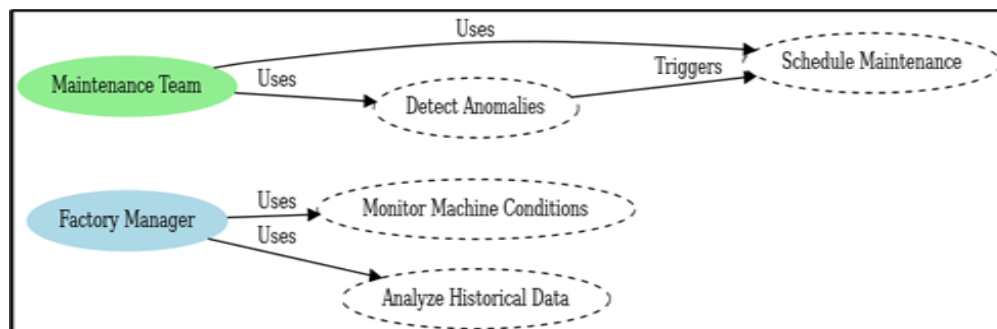 Uses
Schedule Maintenance
Triggers
Maintenance Team
Uses
Detect Anomalies
Uses
Monitor Machine Conditions
Factory Manager
Uses
Analyze Historical Data